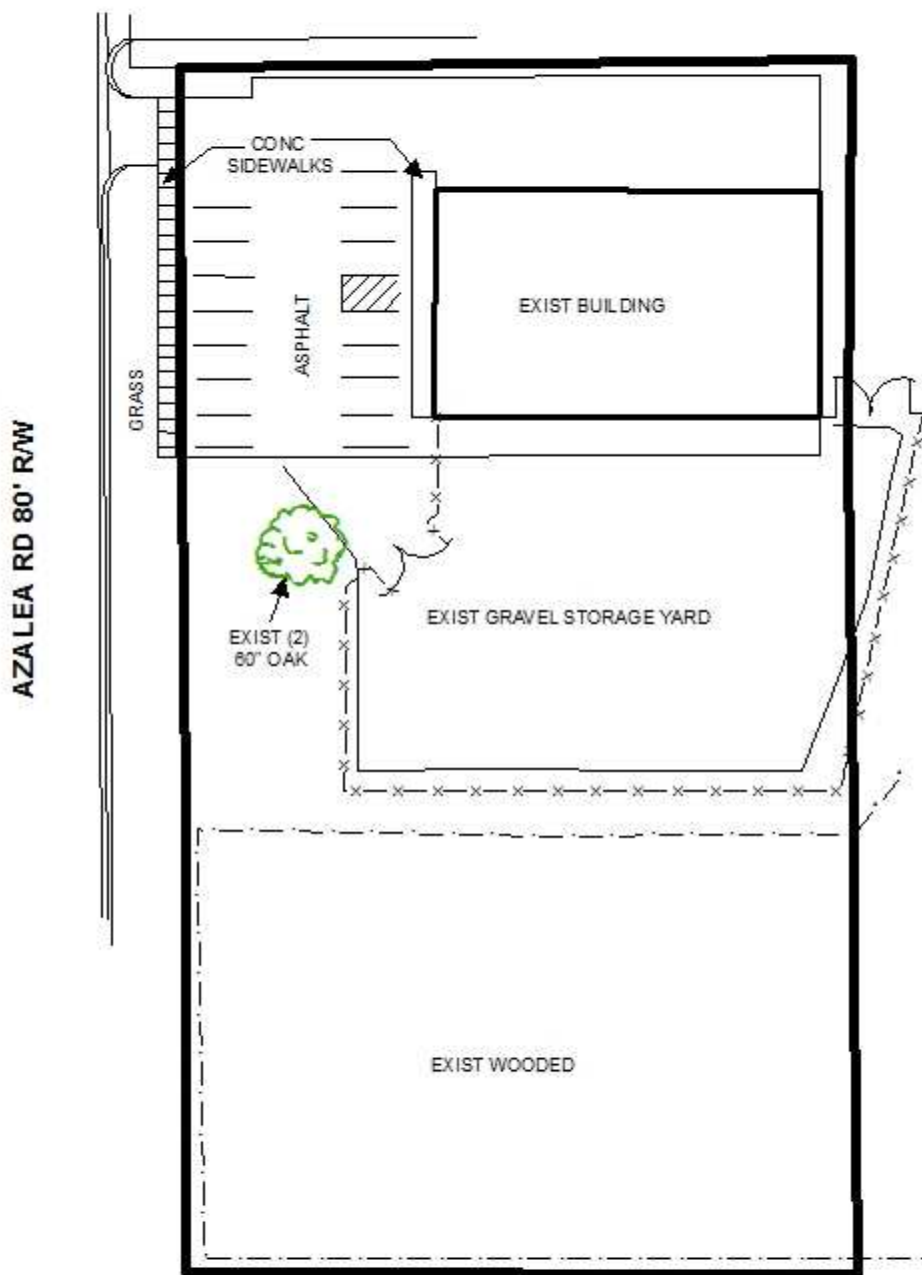 CONC
SIDEWALKS
EXIST BUILDING
ASPHALT
GRASS
AZALEA RD 80' R/W
EXIST GRAVEL STORAGE YARD
EXIST (2)
60" OAK
EXIST WOODED